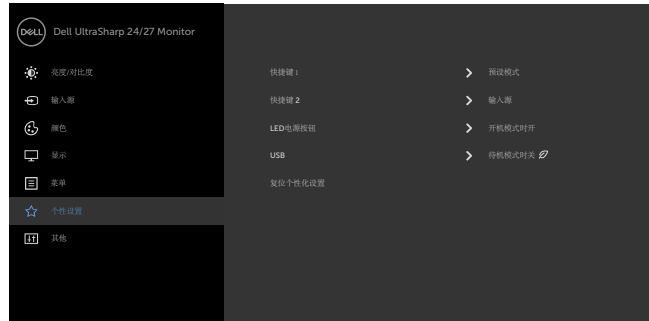 DELL
Dell UltraSharp 24/27 Monitor
亮度/对比度
输入源
颜色
显示
菜单
个性设置
其他
快捷键 1
预设模式
快捷键 2
输入源
LED电源按钮
开机模式时开
USB
待机模式时关
复位个性化设置